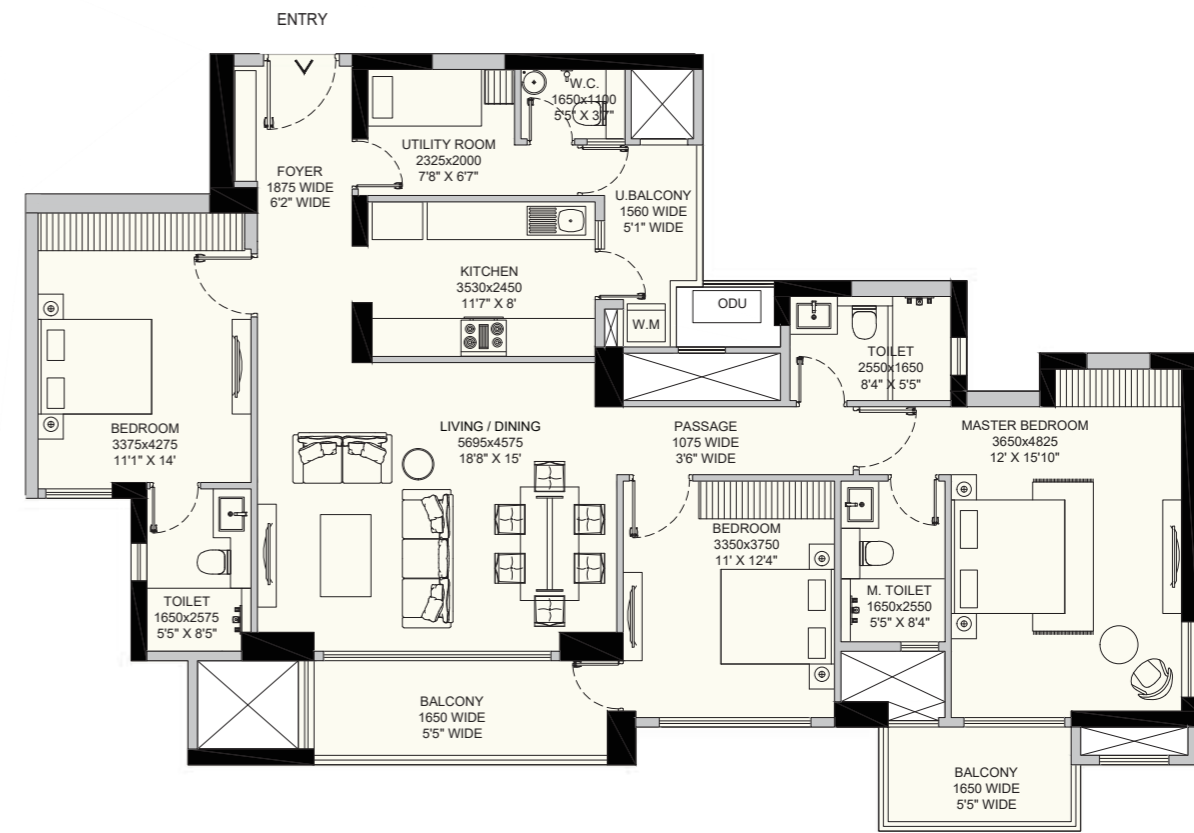 ENTRY
W.C.
1650x1100
5'5" X 3'7"
UTILITY ROOM
2325x2000
7'8" X 6'7"
FOYER
1875 WIDE
6'2" WIDE
U.BALCONY
1560 WIDE
5'1" WIDE
KITCHEN
3530x2450
11'7" X 8'
ODU
W.M
TOILET
2550x1650
8'4" X 5'5"
BEDROOM
3375x4275
11'1" X 14'
LIVING / DINING
5695x4575
18'8" X 15'
PASSAGE
1075 WIDE
3'6" WIDE
MASTER BEDROOM
3650x4825
12' X 15'10"
BEDROOM
3350x3750
11' X 12'4"
TOILET
1650x2575
5'5" X 8'5"
M. TOILET
1650x2550
5'5" X 8'4"
BALCONY
1650 WIDE
5'5" WIDE
BALCONY
1650 WIDE
5'5" WIDE